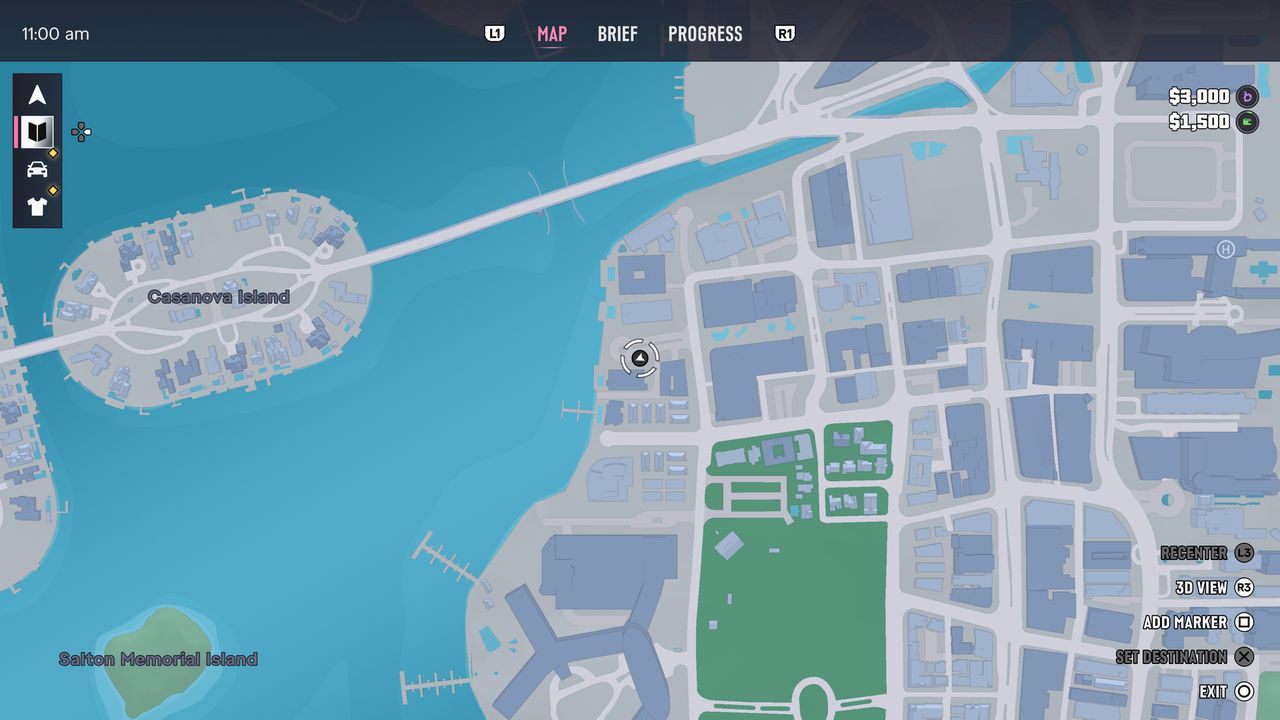 11:00 am
L1 MAP BRIEF PROGRESS R1
$3,000
$1,500
H
Casanova Island
Salton Memorial Island
RECENTER L3
3D VIEW R3
ADD MARKER
SET DESTINATION
EXIT